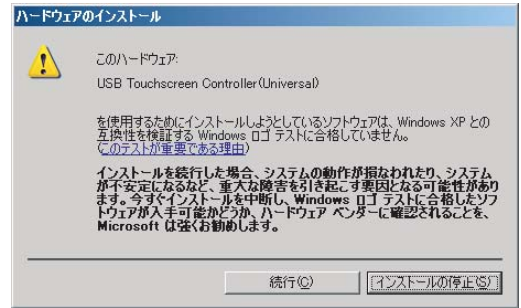 ハードウェアのインストール
このハードウェア:
USB Touchscreen Controller(Universal)
を使用するためにインストールしようとしているソフトウェアは、Windows XP との
互換性を検証する Windows ロゴ テストに合格していません。
(このテストが重要である理由)
インストールを続行した場合、システムの動作が損なわれたり、システム
が不安定になるなど、重大な障害を引き起こす要因となる可能性があり
ます。今すぐインストールを中断し、Windows ロゴ テストに合格したソフ
トウェアが入手可能かどうか、ハードウェア ベンダーに確認されることを、
Microsoft は強くお勧めします。
続行(C) インストールの停止(S)